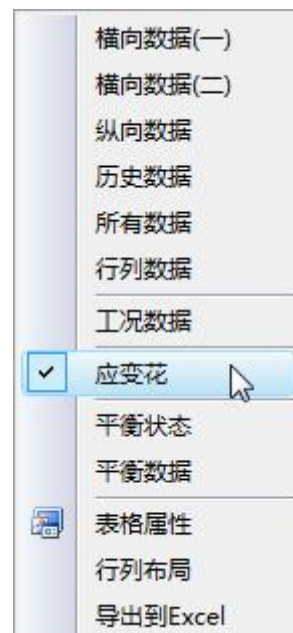 横向数据(一)
横向数据(二)
纵向数据
历史数据
所有数据
行列数据
工况数据
应变花
平衡状态
平衡数据
表格属性
行列布局
导出到Excel